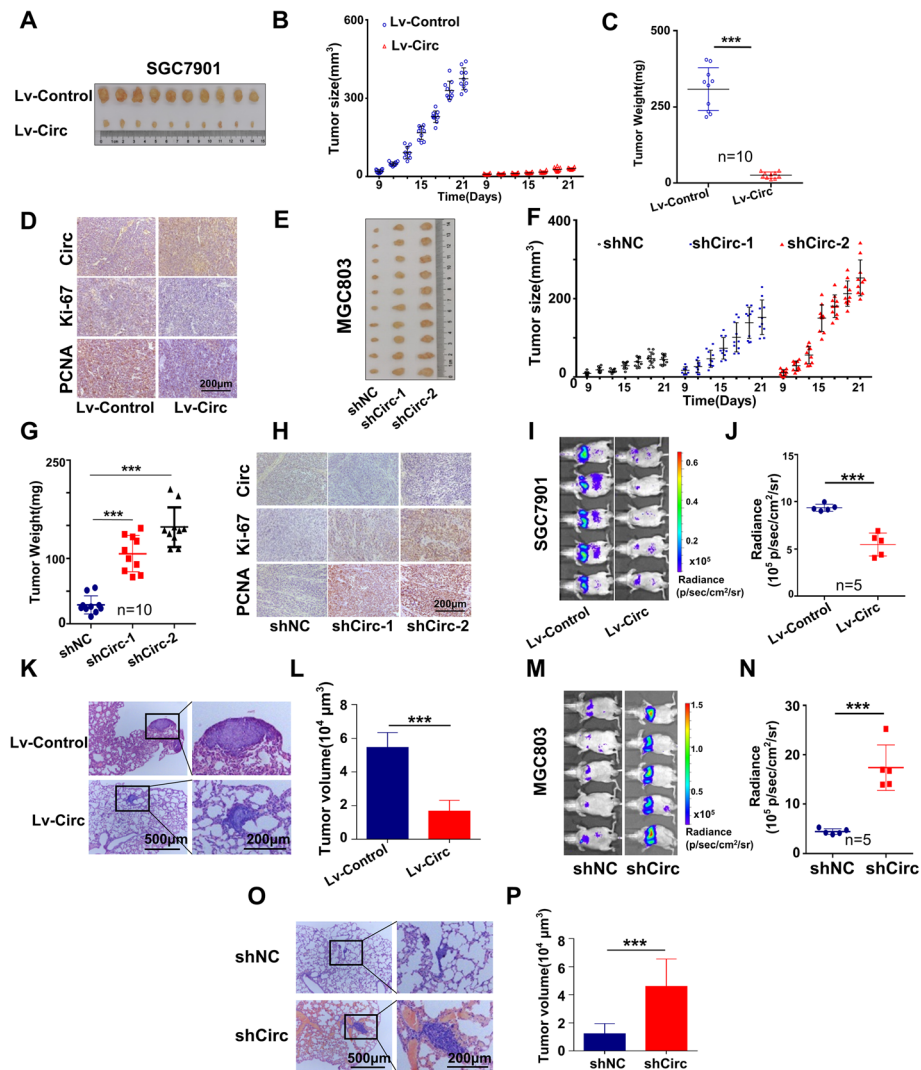 A
SGC7901
Lv-Control
Lv-Circ
B
Lv-Control
Lv-Circ
Tumor size(mm³)
600
300
0
9 15 21 9 15 21
Time(Days)
C
***
Tumor Weight(mg)
500
250
0
n=10
Lv-Control
Lv-Circ
D
Circ
Ki-67
PCNA
200μm
Lv-Control
Lv-Circ
E
MGC803
shNC
shCirc-1
shCirc-2
F
shNC
shCirc-1
shCirc-2
Tumor size(mm³)
400
200
0
9 15 21 9 15 21 9 15 21
Time(Days)
G
***
***
Tumor Weight(mg)
250
100
0
n=10
shNC
shCirc-1
shCirc-2
H
Circ
Ki-67
PCNA
200μm
shNC
shCirc-1
shCirc-2
I
SGC7901
0.6
0.4
0.2
x10⁵
Radiance
(p/sec/cm²/sr)
Lv-Control
Lv-Circ
J
***
Radiance
(10⁵ p/sec/cm²/sr)
15
10
5
0
n=5
Lv-Control
Lv-Circ
K
Lv-Control
Lv-Circ
500μm
200μm
L
***
Tumor volume(10⁴ μm³)
8
6
4
2
0
Lv-Control
Lv-Circ
M
MGC803
1.5
1.0
0.5
x10⁵
Radiance
(p/sec/cm²/sr)
shNC
shCirc
N
***
Radiance
(10⁵ p/sec/cm²/sr)
30
20
10
0
n=5
shNC
shCirc
O
shNC
shCirc
500μm
200μm
P
***
Tumor volume(10⁴ μm³)
8
6
4
2
0
shNC
shCirc